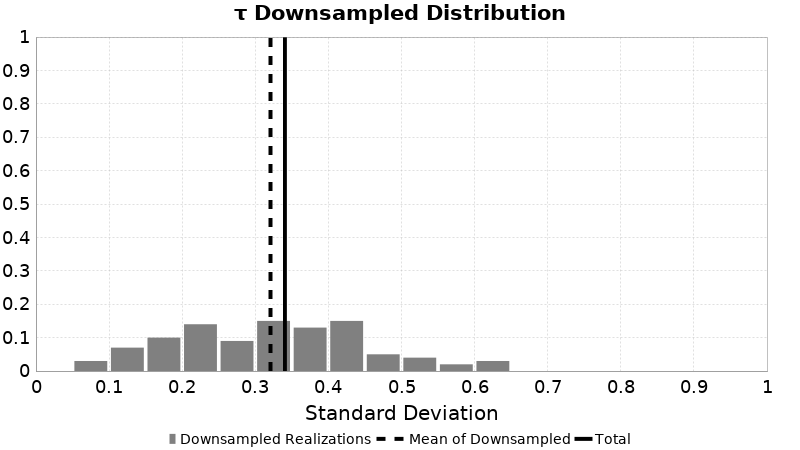 τ Downsampled Distribution
1
0.9
0.8
0.7
0.6
0.5
0.4
0.3
0.2
0.1
0
0 0.1 0.2 0.3 0.4 0.5 0.6 0.7 0.8 0.9 1
Standard Deviation
Downsampled Realizations Mean of Downsampled Total